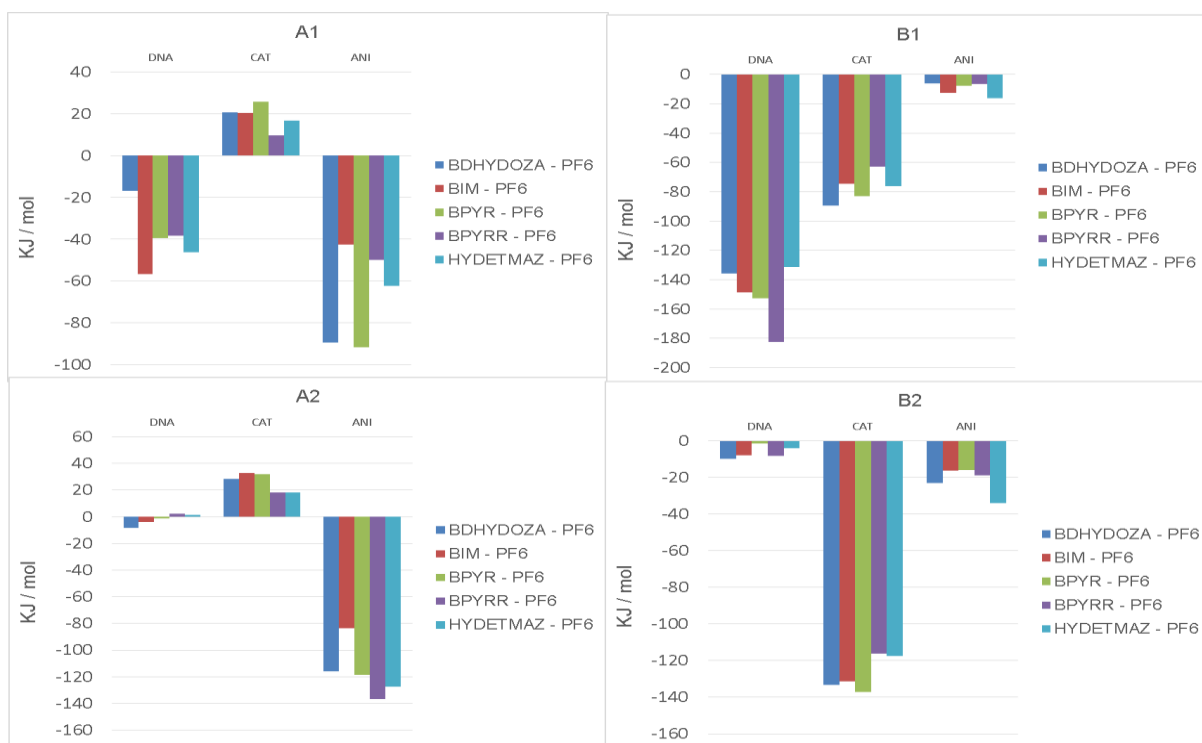 A1
DNA CAT ANI
40
20
0
-20
-40
-60
-80
-100
KJ / mol
BDHYDOZA - PF6
BIM - PF6
BPYR - PF6
BPYRR - PF6
HYDETMAZ - PF6
B1
DNA CAT ANI
0
-20
-40
-60
-80
-100
-120
-140
-160
-180
-200
KJ / mol
BDHYDOZA - PF6
BIM - PF6
BPYR - PF6
BPYRR - PF6
HYDETMAZ - PF6
A2
DNA CAT ANI
60
40
20
0
-20
-40
-60
-80
-100
-120
-140
-160
KJ / mol
BDHYDOZA - PF6
BIM - PF6
BPYR - PF6
BPYRR - PF6
HYDETMAZ - PF6
B2
DNA CAT ANI
0
-20
-40
-60
-80
-100
-120
-140
-160
KJ / mol
BDHYDOZA - PF6
BIM - PF6
BPYR - PF6
BPYRR - PF6
HYDETMAZ - PF6